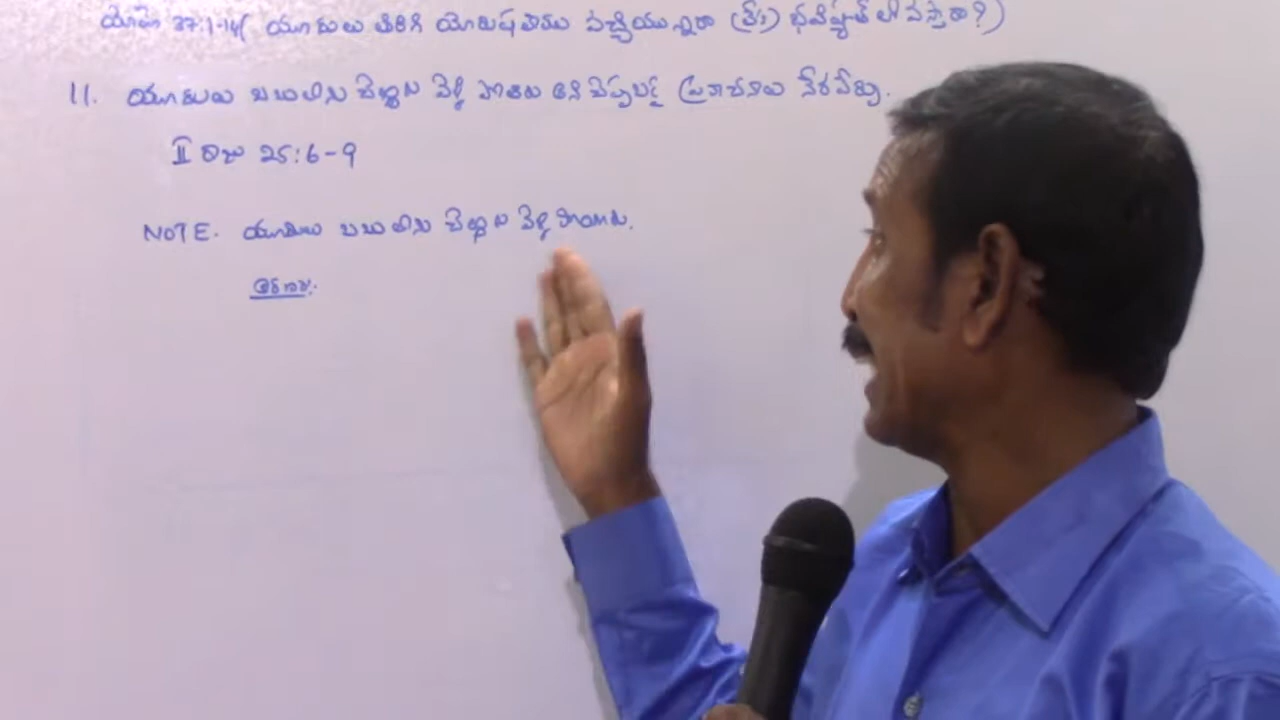 37:1-14( యూదులు తిరిగి యెరుషలేము వచ్చియున్నారా (లే) భవిష్యత్ లో వస్తారా?)
11. యూదులు బబులోను చెఱ్ఱకు వెళ్లి పోతారు అని చెప్పబడ్డ ప్రవచనాలు నేరవేర్పు.
II రాజు 25:6-9
NOTE. యూదులు బబులోను చెఱ్ఱకు వెళ్లి పోయారు.